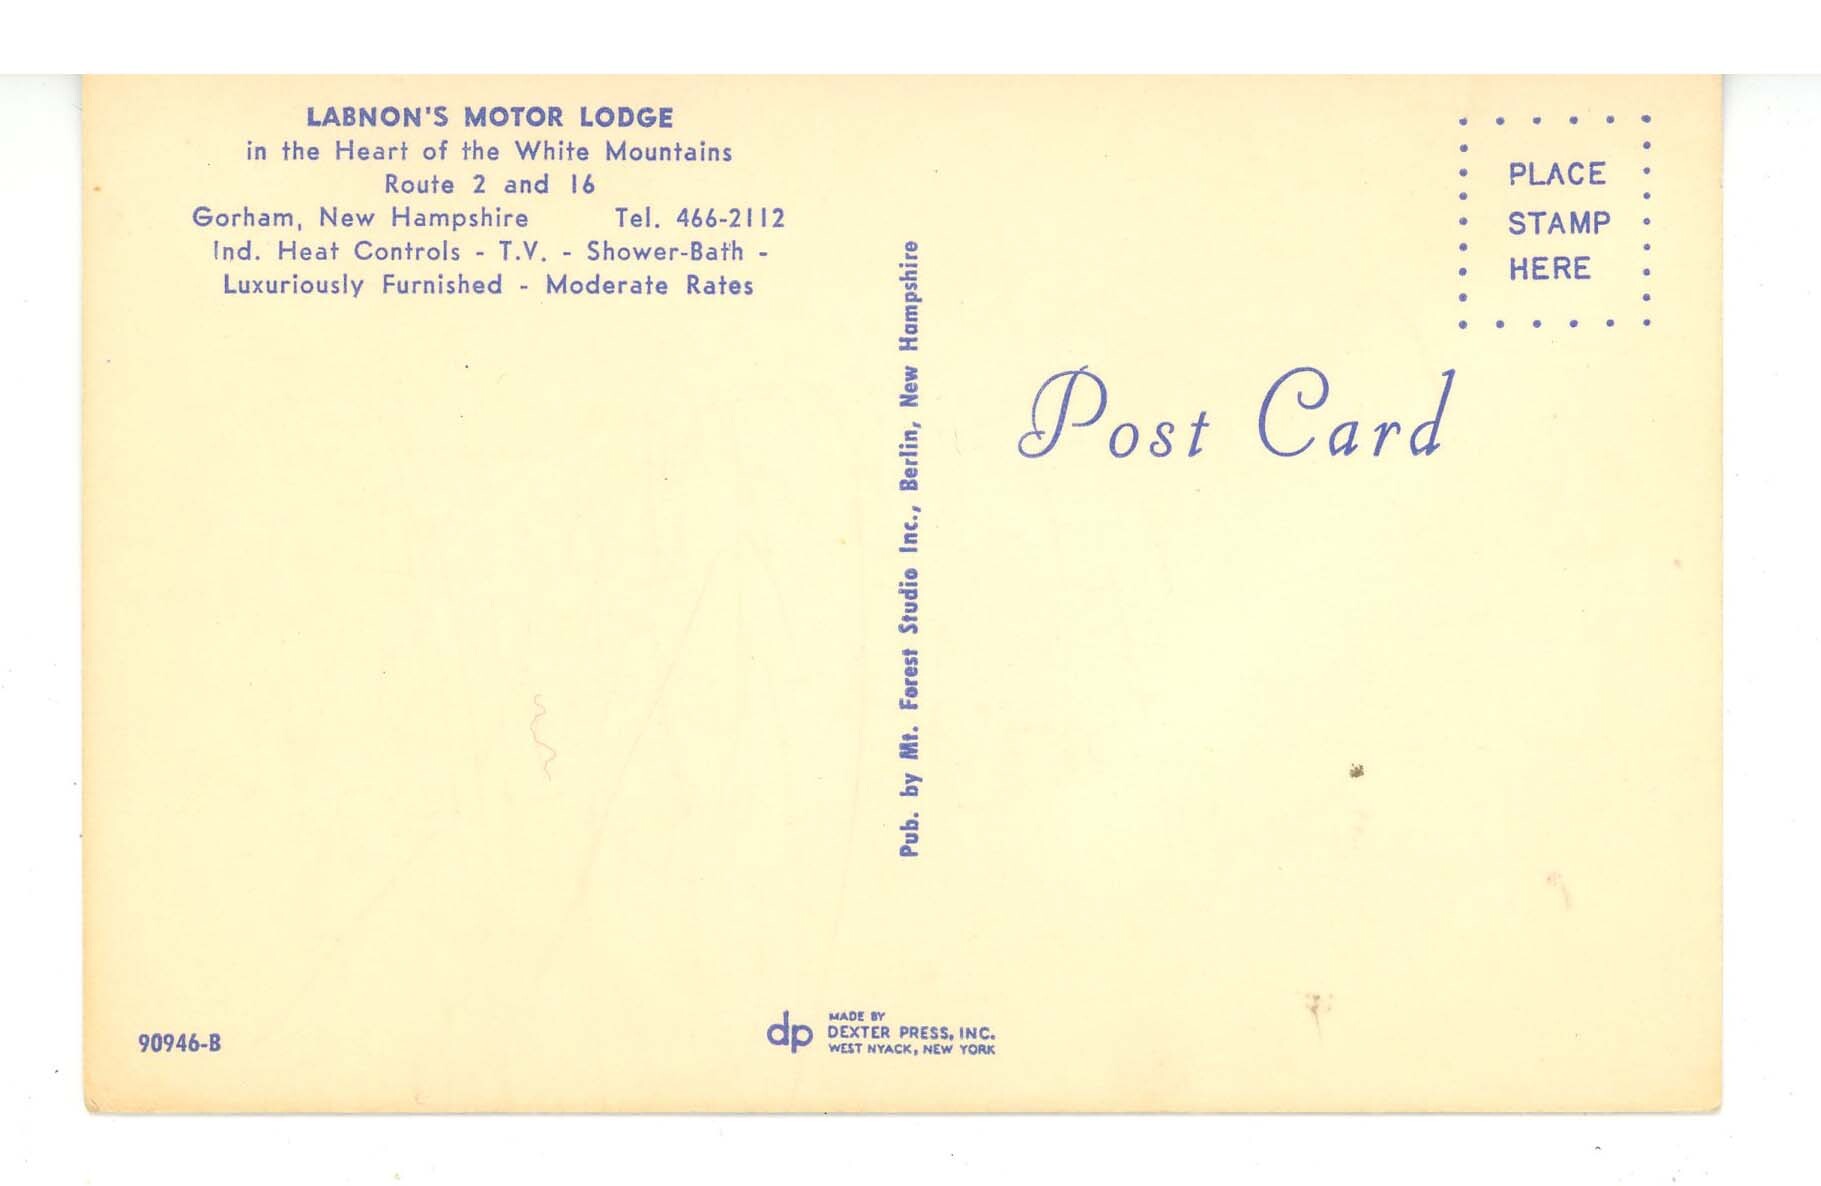 LABNON'S MOTOR LODGE
in the Heart of the White Mountains
Route 2 and 16
Gorham, New Hampshire Tel. 466-2112
Ind. Heat Controls - T.V. - Shower-Bath -
Luxuriously Furnished - Moderate Rates
PLACE
STAMP
HERE
Post Card
Pub. by Mt. Forest Studio Inc., Berlin, New Hampshire
90946-B
dp
MADE BY
DEXTER PRESS, INC.
WEST NYACK, NEW YORK